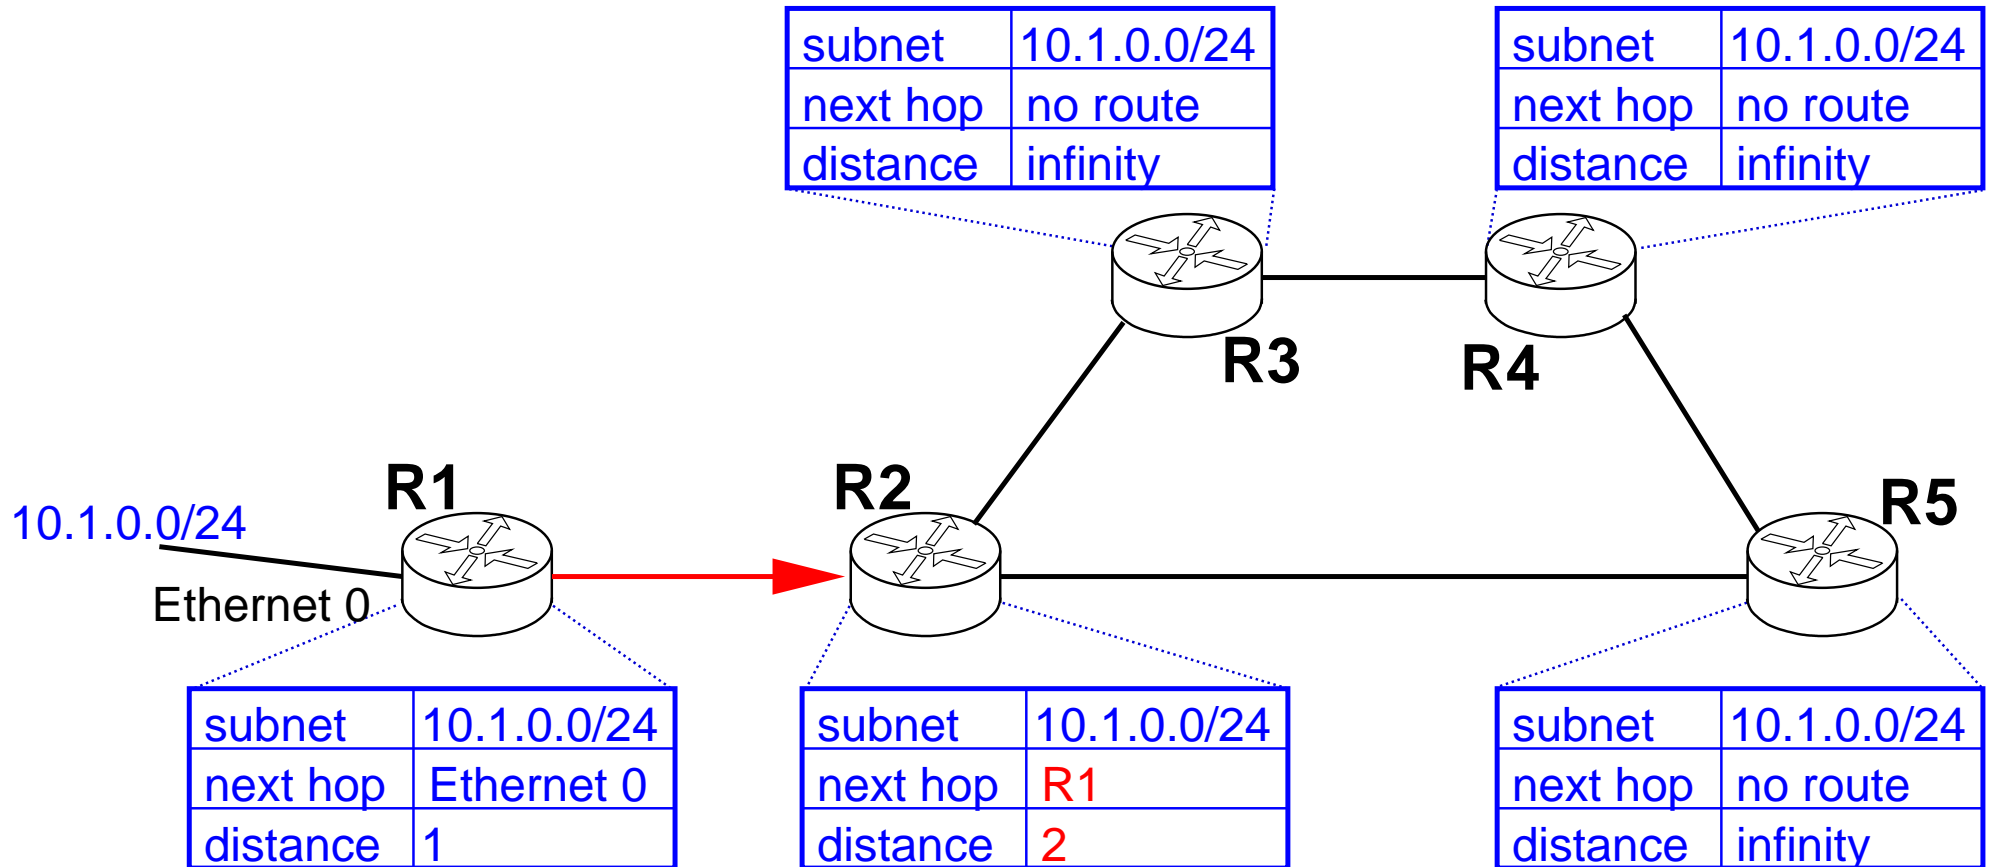 subnet 10.1.0.0/24
next hop no route
distance infinity
subnet 10.1.0.0/24
next hop no route
distance infinity
R3
R4
R1
R2
R5
10.1.0.0/24
Ethernet 0
subnet 10.1.0.0/24
next hop Ethernet 0
distance 1
subnet 10.1.0.0/24
next hop R1
distance 2
subnet 10.1.0.0/24
next hop no route
distance infinity